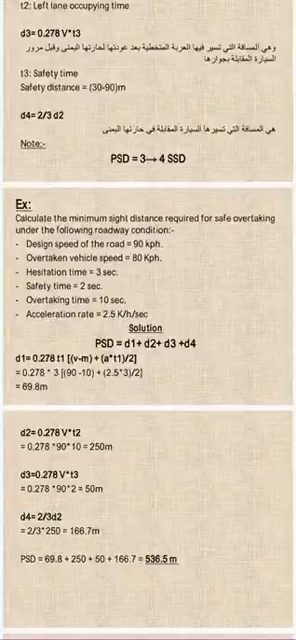 t2: Left lane occupying time
d3= 0.278 V*t3
وهي المسافة التي تسير فيها العربة المتخطية بعد عودتها لحارتها اليمنى وقبل مرور
السيارة المقابلة بجوارها
t3: Safety time
Safety distance = (30-90)m
d4= 2/3 d2
هي المسافة التي تسيرها السيارة المقابلة في حارتها اليمنى
Note:-
PSD = 3→ 4 SSD
Ex:
Calculate the minimum sight distance required for safe overtaking
under the following roadway condition:-
- Design speed of the road = 90 kph.
- Overtaken vehicle speed = 80 Kph.
- Hesitation time = 3 sec.
- Safety time = 2 sec.
- Overtaking time = 10 sec.
- Acceleration rate = 2.5 K/h/sec
Solution
PSD = d1+ d2+ d3 +d4
d1= 0.278 t1 [(v-m) + (a*t1)/2]
= 0.278 * 3 [(90 -10) + (2.5*3)/2]
= 69.8m
d2= 0.278 V*t2
= 0.278 *90* 10 = 250m
d3=0.278 V*t3
= 0.278 *90*2 = 50m
d4= 2/3d2
= 2/3* 250 = 166.7m
PSD = 69.8 + 250 + 50 + 166.7 = 536.5 m